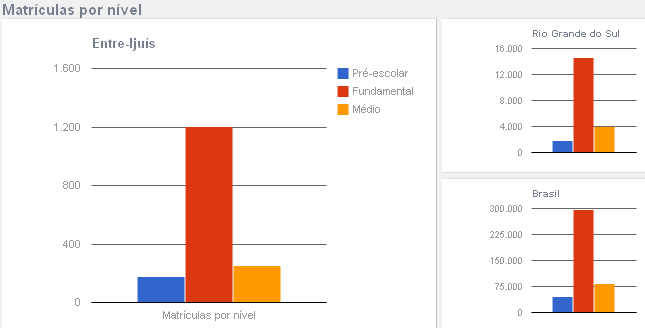 Matrículas por nível
Entre-Ijuís
1.600
1.200
800
400
0
Matrículas por nível
Pré-escolar
Fundamental
Médio
Rio Grande do Sul
16.000
12.000
8.000
4.000
0
Brasil
300.000
225.000
150.000
75.000
0